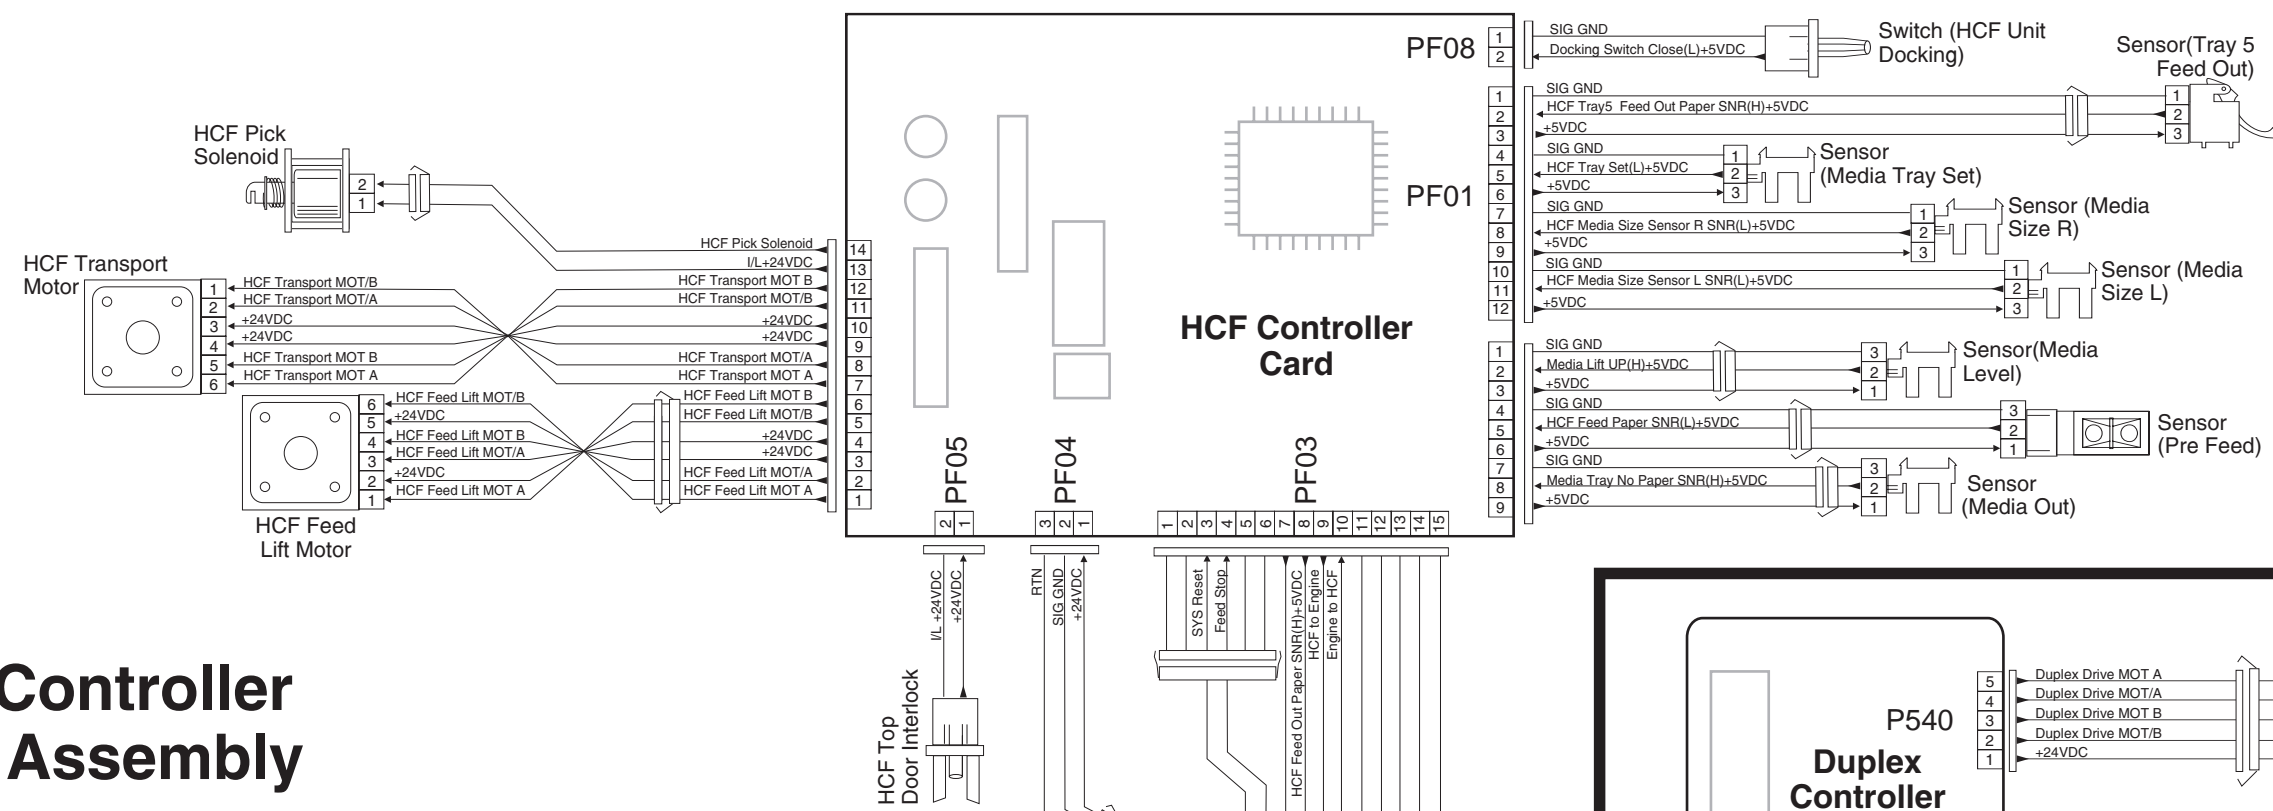 HCF Pick
Solenoid
2
1
HCF Transport
Motor
1
2
3
4
5
6
HCF Transport MOT/B
HCF Transport MOT/A
+24VDC
+24VDC
HCF Transport MOT B
HCF Transport MOT A
6
5
4
3
2
1
HCF Feed Lift MOT/B
+24VDC
HCF Feed Lift MOT B
HCF Feed Lift MOT/A
+24VDC
HCF Feed Lift MOT A
HCF Feed
Lift Motor
HCF Pick Solenoid
I/L+24VDC
HCF Transport MOT B
HCF Transport MOT/B
+24VDC
+24VDC
HCF Transport MOT/A
HCF Transport MOT A
HCF Feed Lift MOT B
HCF Feed Lift MOT/B
+24VDC
+24VDC
HCF Feed Lift MOT/A
HCF Feed Lift MOT A
14
13
12
11
10
9
8
7
6
5
4
3
2
1
HCF Controller
Card
PF08
1
2
SIG GND
Docking Switch Close(L)+5VDC
Switch (HCF Unit
Docking)
PF01
1
2
3
4
5
6
7
8
9
10
11
12
SIG GND
HCF Tray5 Feed Out Paper SNR(H)+5VDC
+5VDC
1
2
3
Sensor(Tray 5
Feed Out)
SIG GND
HCF Tray Set(L)+5VDC
+5VDC
1
2
3
Sensor
(Media Tray Set)
SIG GND
HCF Media Size Sensor R SNR(L)+5VDC
+5VDC
1
2
3
Sensor (Media
Size R)
SIG GND
HCF Media Size Sensor L SNR(L)+5VDC
+5VDC
1
2
3
Sensor (Media
Size L)
1
2
3
4
5
6
7
8
9
SIG GND
Media Lift UP(H)+5VDC
+5VDC
3
2
1
Sensor(Media
Level)
SIG GND
HCF Feed Paper SNR(L)+5VDC
+5VDC
3
2
1
Sensor
(Pre Feed)
SIG GND
Media Tray No Paper SNR(H)+5VDC
+5VDC
3
2
1
Sensor
(Media Out)
PF05
2 1
I/L +24VDC
+24VDC
HCF Top
Door Interlock
PF04
3 2 1
RTN
SIG GND
+24VDC
PF03
1 2 3 4 5 6 7 8 9 10 11 12 13 14 15
SYS Reset
Feed Stop
HCF Feed Out Paper SNR(H)+5VDC
HCF to Engine
Engine to HCF
Controller
Assembly
P540
Duplex
Controller
5
4
3
2
1
Duplex Drive MOT A
Duplex Drive MOT/A
Duplex Drive MOT B
Duplex Drive MOT/B
+24VDC